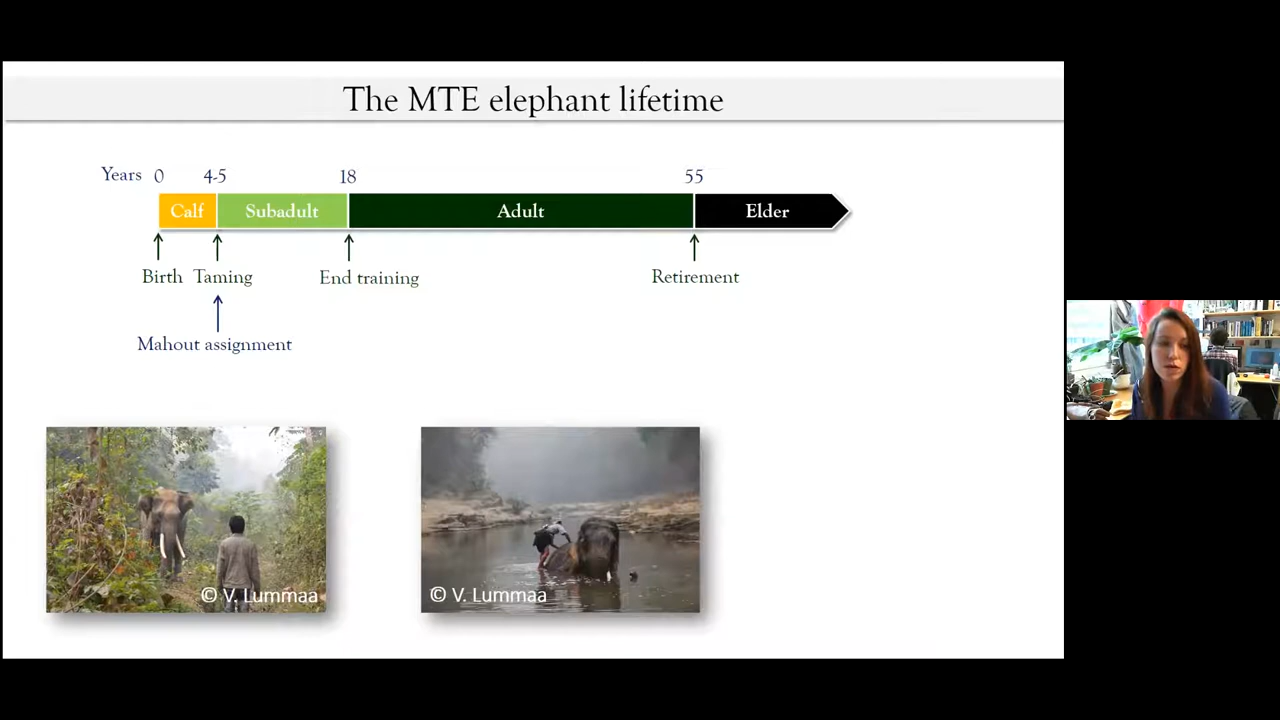 The MTE elephant lifetime
Years 0 4-5 18 55
Calf Subadult Adult Elder
Birth Taming End training Retirement
Mahout assignment
© V. Lummaa © V. Lummaa